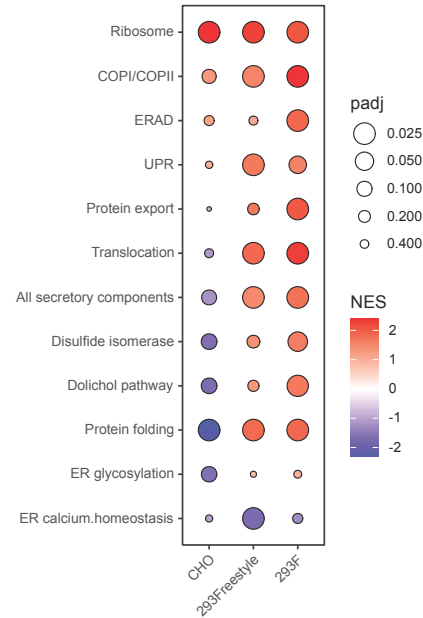 Ribosome
COPI/COPII
ERAD
UPR
Protein export
Translocation
All secretory components
Disulfide isomerase
Dolichol pathway
Protein folding
ER glycosylation
ER calcium.homeostasis
CHO
293Freestyle
293F
padj
0.025
0.050
0.100
0.200
0.400
NES
2
1
0
-1
-2